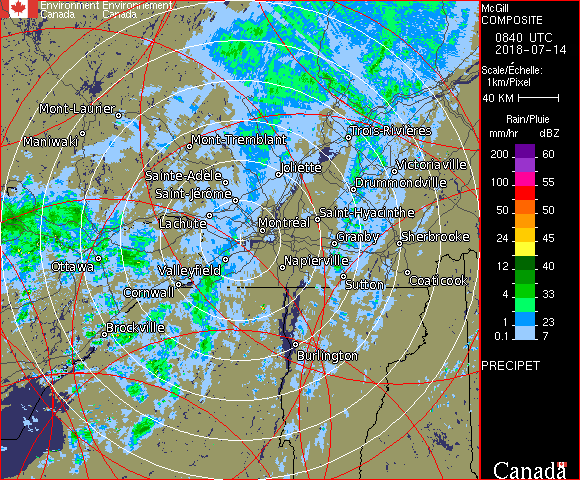 Environment Environnement
Canada Canada
McGill
COMPOSITE
0840 UTC
2018-07-14
Scale/Échelle:
1km/Pixel
40 KM
Rain/Pluie
mm/hr dBZ
200 60
100 55
50 50
24 45
12 40
4 33
2 23
0.1 7
PRECIPET
Canada
Mont-Laurier
Maniwaki
Mont-Tremblant
Trois-Rivières
Sainte-Adèle
Joliette
Victoriaville
Saint-Jérôme
Drummondville
Lachute
Montréal
Saint-Hyacinthe
Granby
Sherbrooke
Ottawa
Valleyfield
Napierville
Cornwall
Sutton
Coaticook
Brockville
Burlington